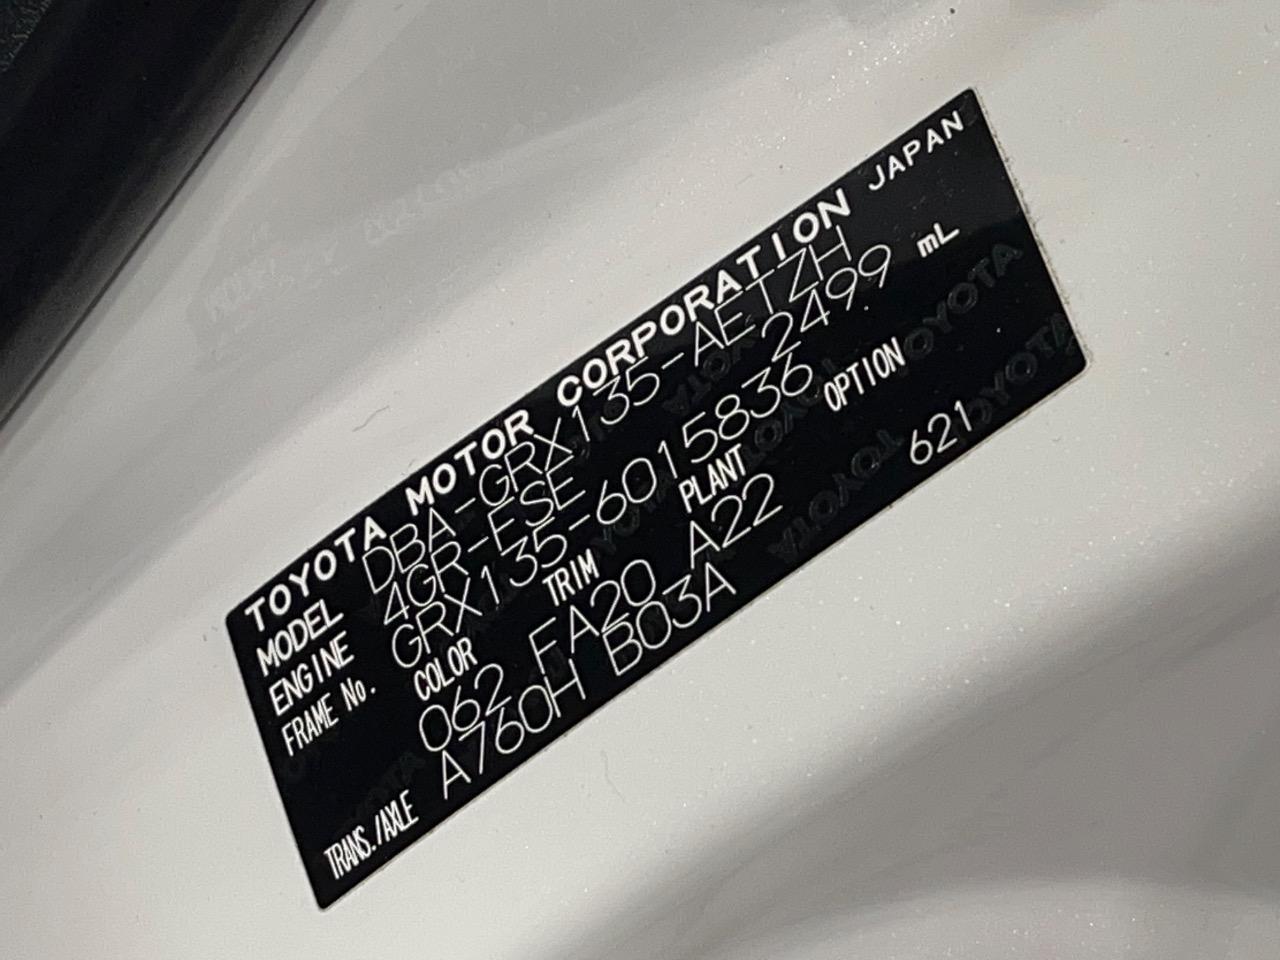 TOYOTA MOTOR CORPORATION JAPAN
MODEL DBA-GRX135-AETZH
ENGINE 4GR-FSE 2499 mL
FRAME No. GRX135-6015836
COLOR TRIM PLANT OPTION
062 FA20 A22 621
TRANS./AXLE A760H B03A